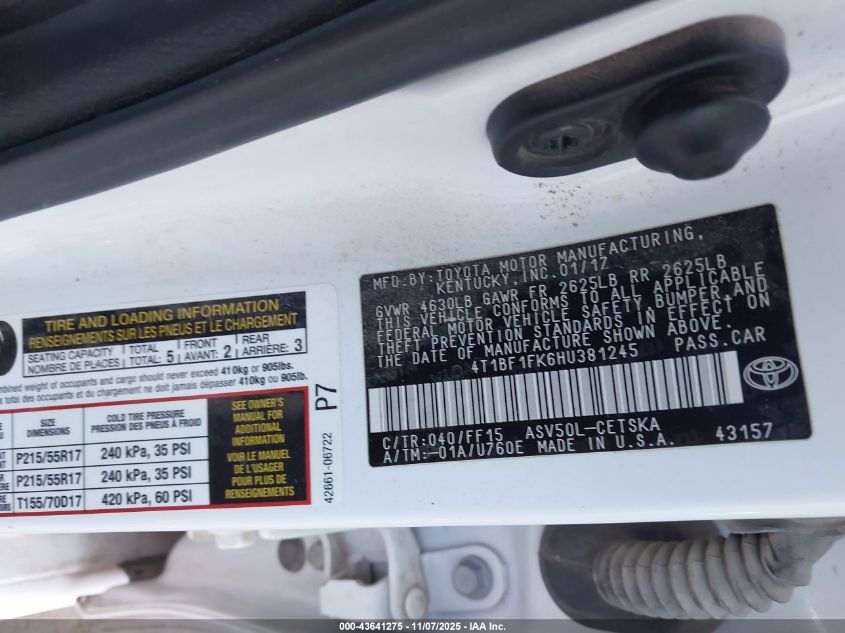 MFD.BY: TOYOTA MOTOR MANUFACTURING,
KENTUCKY, INC. 01/17
GVWR 4630LB GAWR FR 2625LB RR 2625LB
THIS VEHICLE CONFORMS TO ALL APPLICABLE
FEDERAL MOTOR VEHICLE SAFETY, BUMPER AND
THEFT PREVENTION STANDARDS IN EFFECT ON
THE DATE OF MANUFACTURE SHOWN ABOVE.
4T1BF1FK6HU381245 PASS.CAR
C/TR: 040/FF15 ASV50L-CETSKA
A/TM: -01A/U760E MADE IN U.S.A. 43157
TOYOTA
TIRE AND LOADING INFORMATION
RENSEIGNEMENTS SUR LES PNEUS ET LE CHARGEMENT
SEATING CAPACITY TOTAL FRONT REAR
NOMBRE DE PLACES TOTAL: 5 AVANT: 2 ARRIÈRE: 3
weight of occupants and cargo should never exceed 410kg or 905lbs.
des occupants et du chargement ne doit jamais dépasser 410kg ou 905lb.
SIZE
DIMENSIONS
COLD TIRE PRESSURE
PRESSION DES PNEUS À FROID
P215/55R17 240 kPa, 35 PSI
P215/55R17 240 kPa, 35 PSI
T155/70D17 420 kPa, 60 PSI
SEE OWNER'S
MANUAL FOR
ADDITIONAL
INFORMATION
VOIR LE MANUEL
DE L'USAGER
POUR PLUS DE
RENSEIGNEMENTS
42661-06722 P7
000-43641275 - 11/07/2025 - IAA Inc.